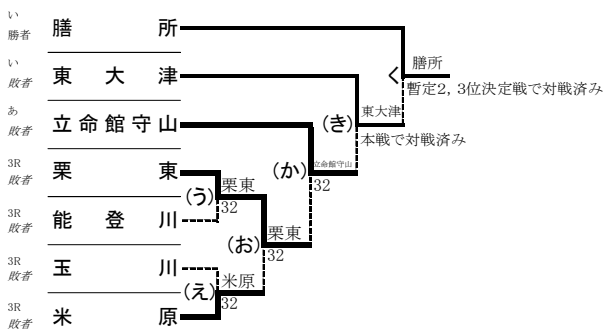 い
勝者 膳所
く 膳所
暫定2，3位決定戦で対戦済み
い
敗者 東大津
(き) 東大津
本戦で対戦済み
あ
敗者 立命館守山
(か) 立命館守山
32
3R
敗者 栗東
(う) 栗東
32
3R
敗者 能登川
(お) 栗東
32
3R
敗者 玉川
(え) 米原
32
3R
敗者 米原